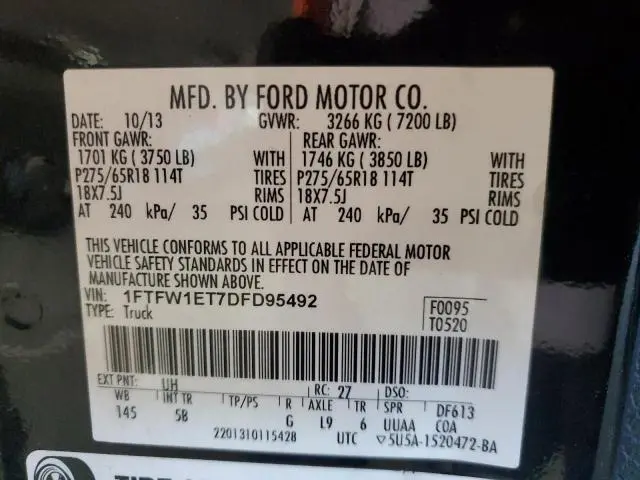 MFD. BY FORD MOTOR CO.
DATE: 10/13 GVWR: 3266 KG ( 7200 LB)
FRONT GAWR: REAR GAWR:
1701 KG ( 3750 LB) WITH 1746 KG ( 3850 LB) WITH
P275/65R18 114T TIRES P275/65R18 114T TIRES
18X7.5J RIMS 18X7.5J RIMS
AT 240 kPa/ 35 PSI COLD AT 240 kPa/ 35 PSI COLD
THIS VEHICLE CONFORMS TO ALL APPLICABLE FEDERAL MOTOR
VEHICLE SAFETY STANDARDS IN EFFECT ON THE DATE OF
MANUFACTURE SHOWN ABOVE.
VIN: 1FTFW1ET7DFD95492 F0095
TYPE: Truck T0520
EXT PNT: UH RC: 27 DSO:
WB INT TR TP/PS R AXLE TR SPR DF613
145 5B G L9 6 UUAA COA
2201310115428 UTC ▽5U5A-1520472-BA